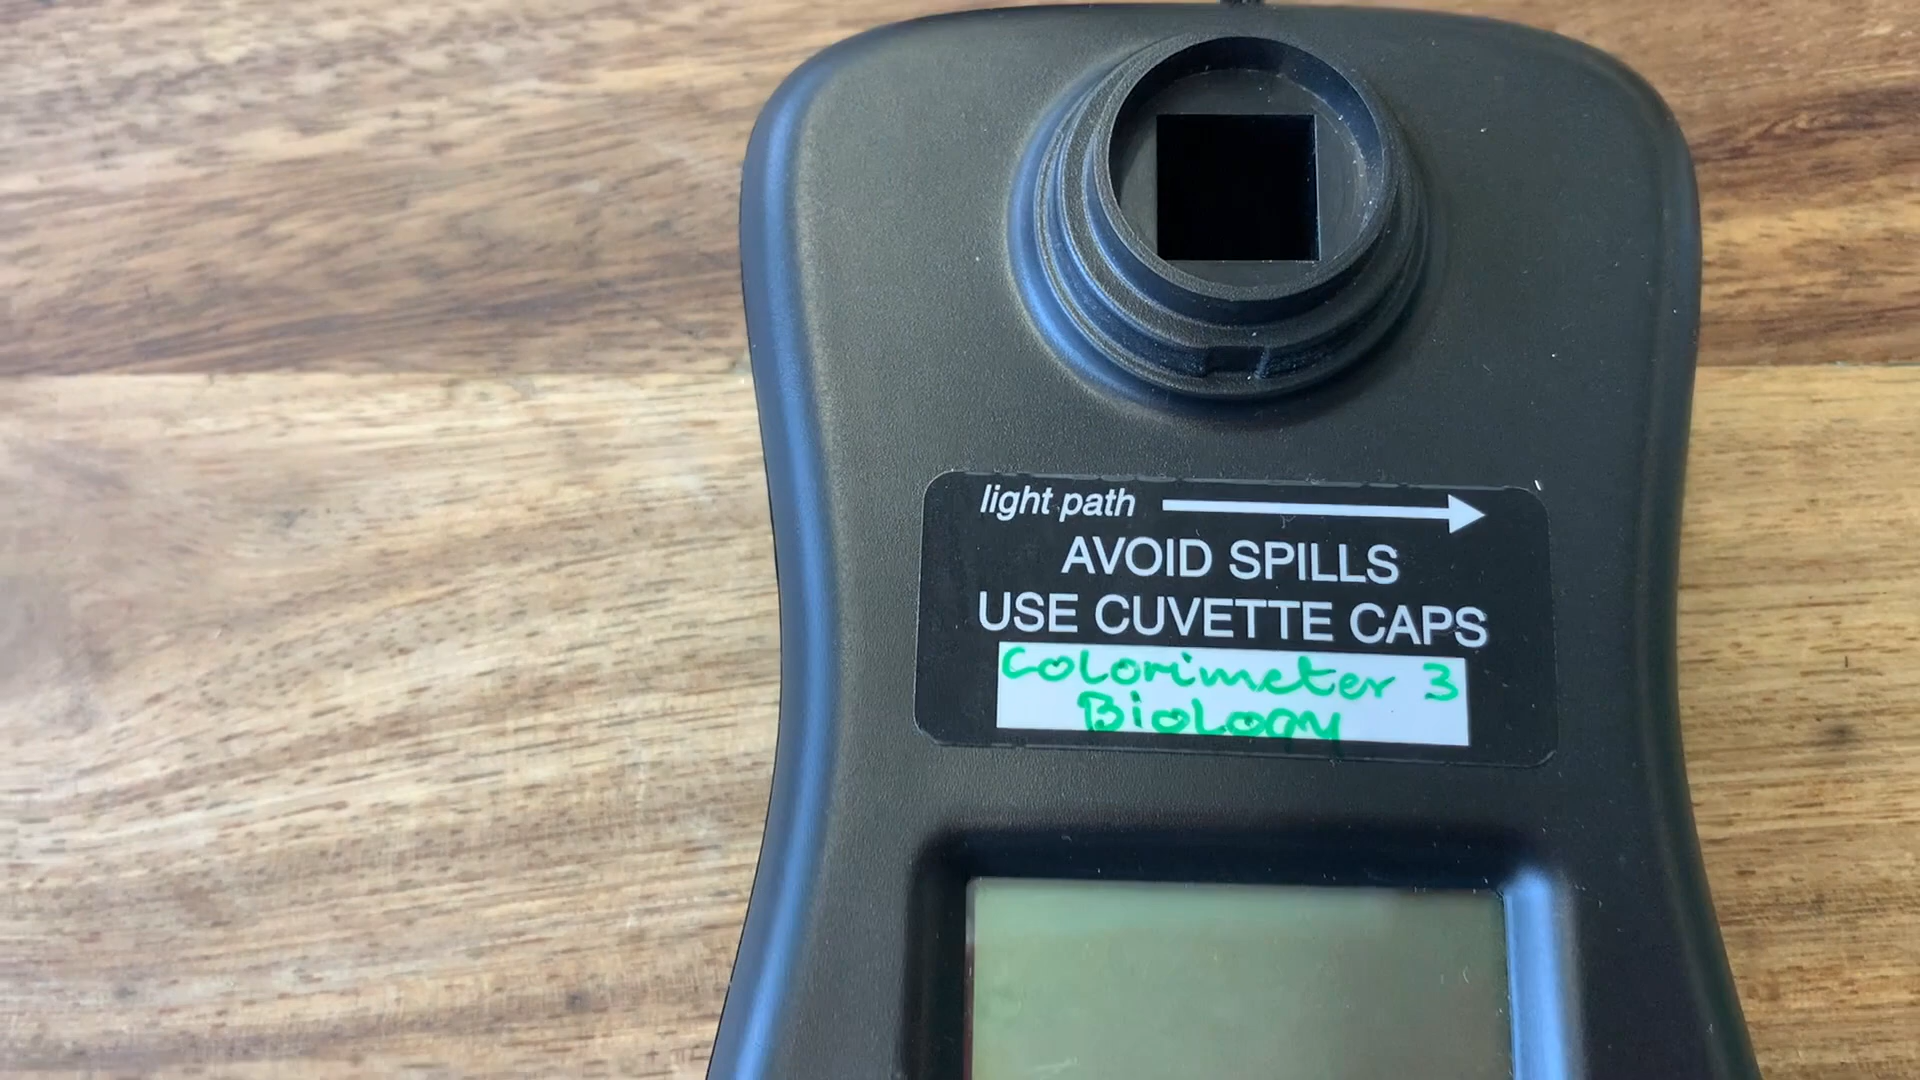 light path
AVOID SPILLS
USE CUVETTE CAPS
Colorimeter 3
Biology